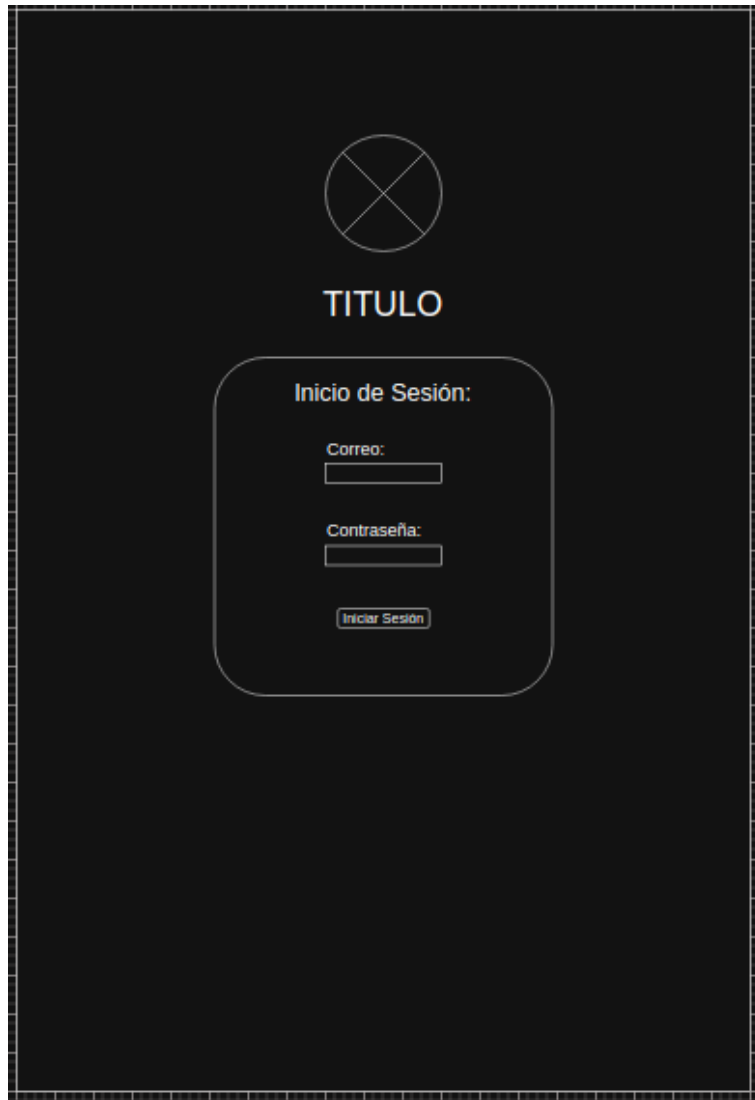 TITULO
Inicio de Sesión:
Correo:
Contraseña:
Iniciar Sesión